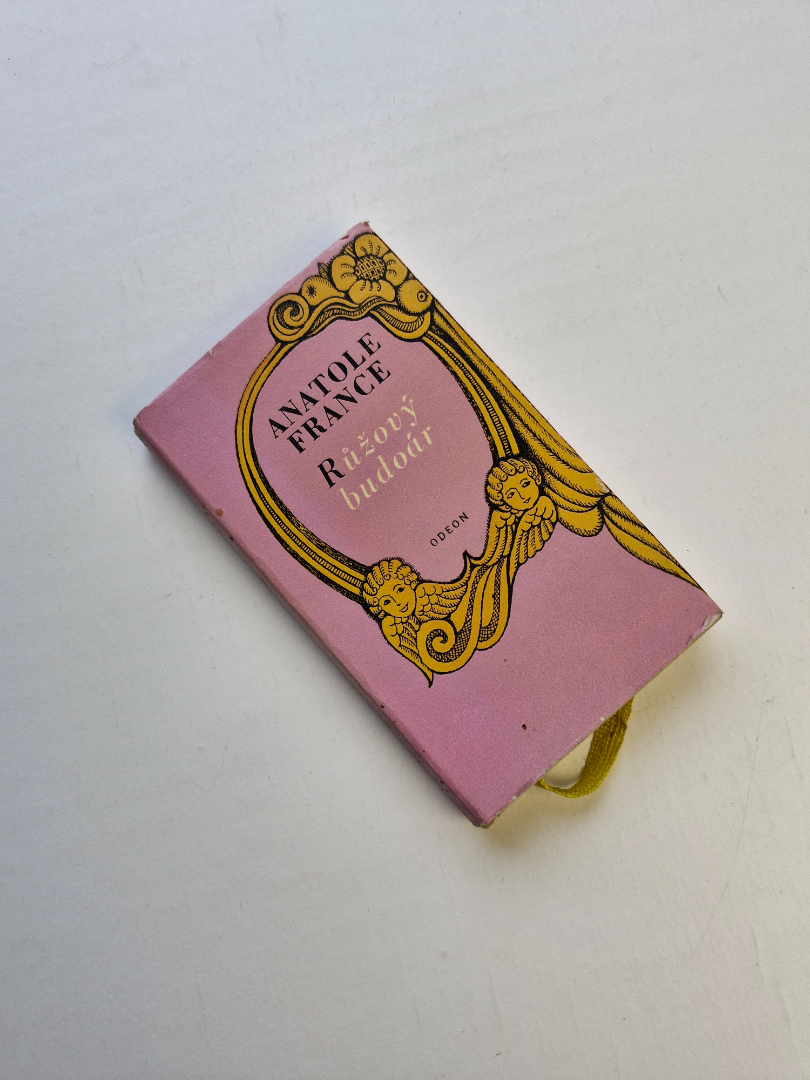 ANATOLE
FRANCE
Růžový
budoár
ODEON